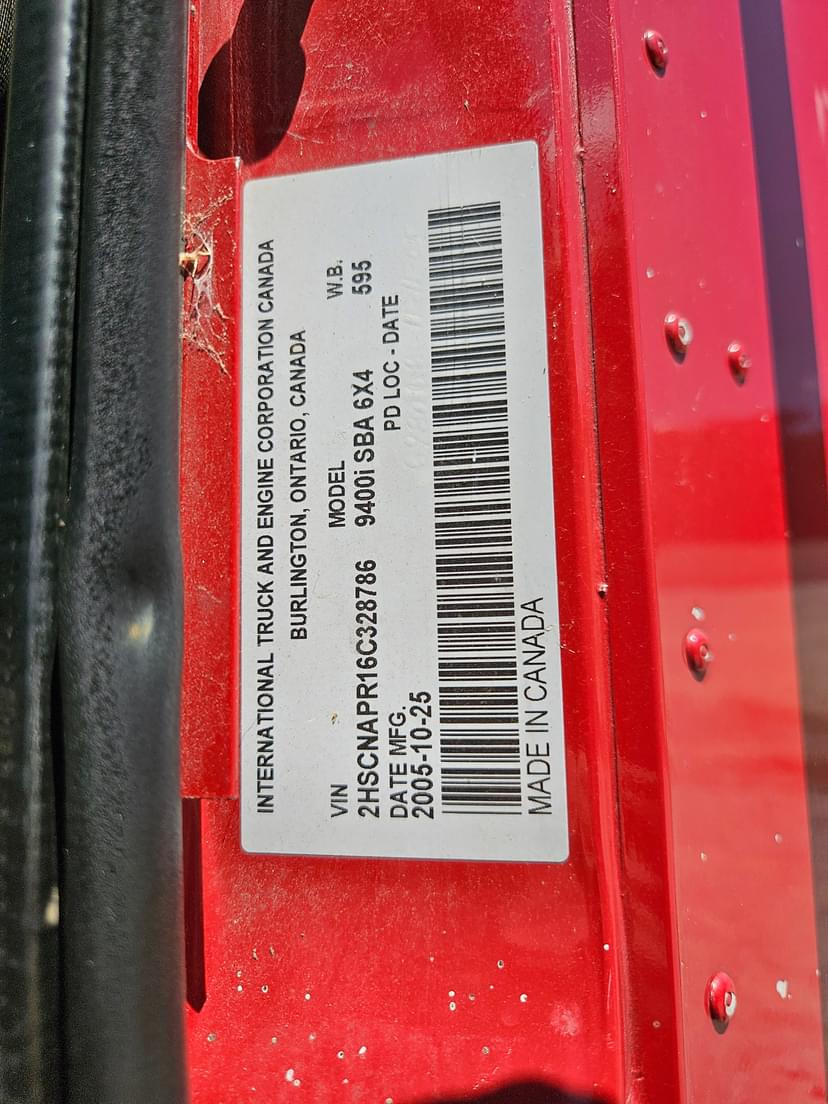 INTERNATIONAL TRUCK AND ENGINE CORPORATION CANADA
BURLINGTON, ONTARIO, CANADA
VIN MODEL W.B.
2HSCNAPR16C328786 9400i SBA 6X4 595
DATE MFG. PD LOC - DATE
2005-10-25
MADE IN CANADA